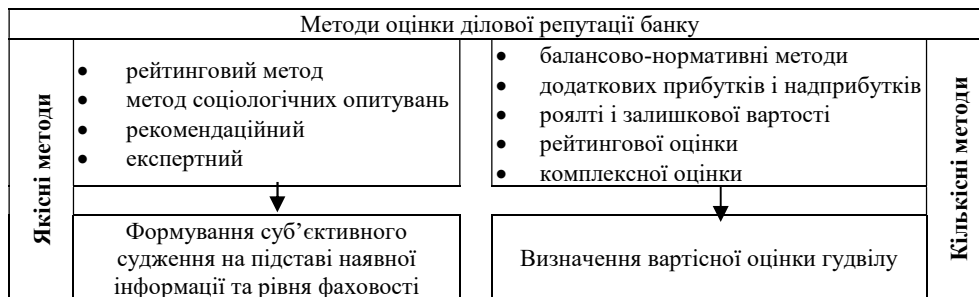 Методи оцінки ділової репутації банку
Якісні методи
• рейтинговий метод
• метод соціологічних опитувань
• рекомендаційний
• експертний
• балансово-нормативні методи
• додаткових прибутків і надприбутків
• роялті і залишкової вартості
• рейтингової оцінки
• комплексної оцінки
Кількісні методи
Формування суб’єктивного
судження на підставі наявної
інформації та рівня фаховості
Визначення вартісної оцінки гудвілу